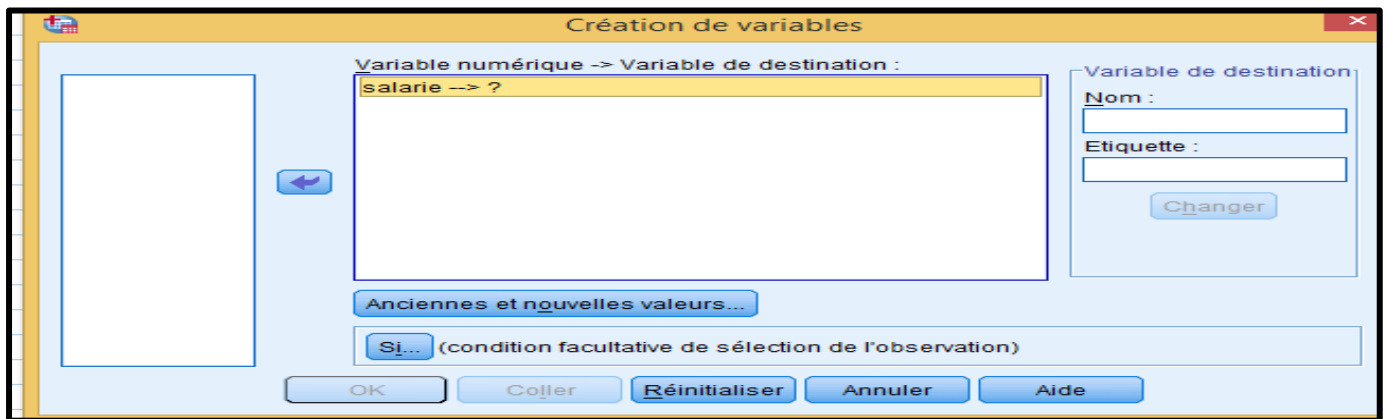 Création de variables
Variable numérique -> Variable de destination :
salarie --> ?
Variable de destination
Nom :
Etiquette :
Changer
Anciennes et nouvelles valeurs...
Si... (condition facultative de sélection de l'observation)
OK Coller Réinitialiser Annuler Aide